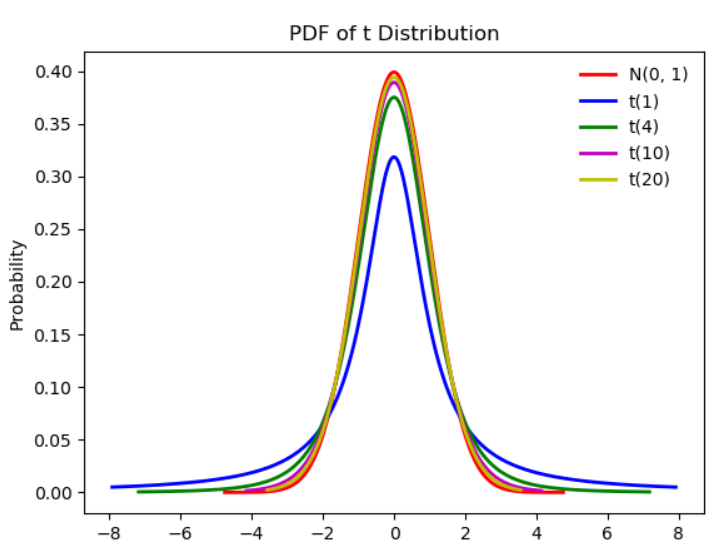 PDF of t Distribution
N(0, 1)
t(1)
t(4)
t(10)
t(20)
Probability
0.40
0.35
0.30
0.25
0.20
0.15
0.10
0.05
0.00
−8 −6 −4 −2 0 2 4 6 8